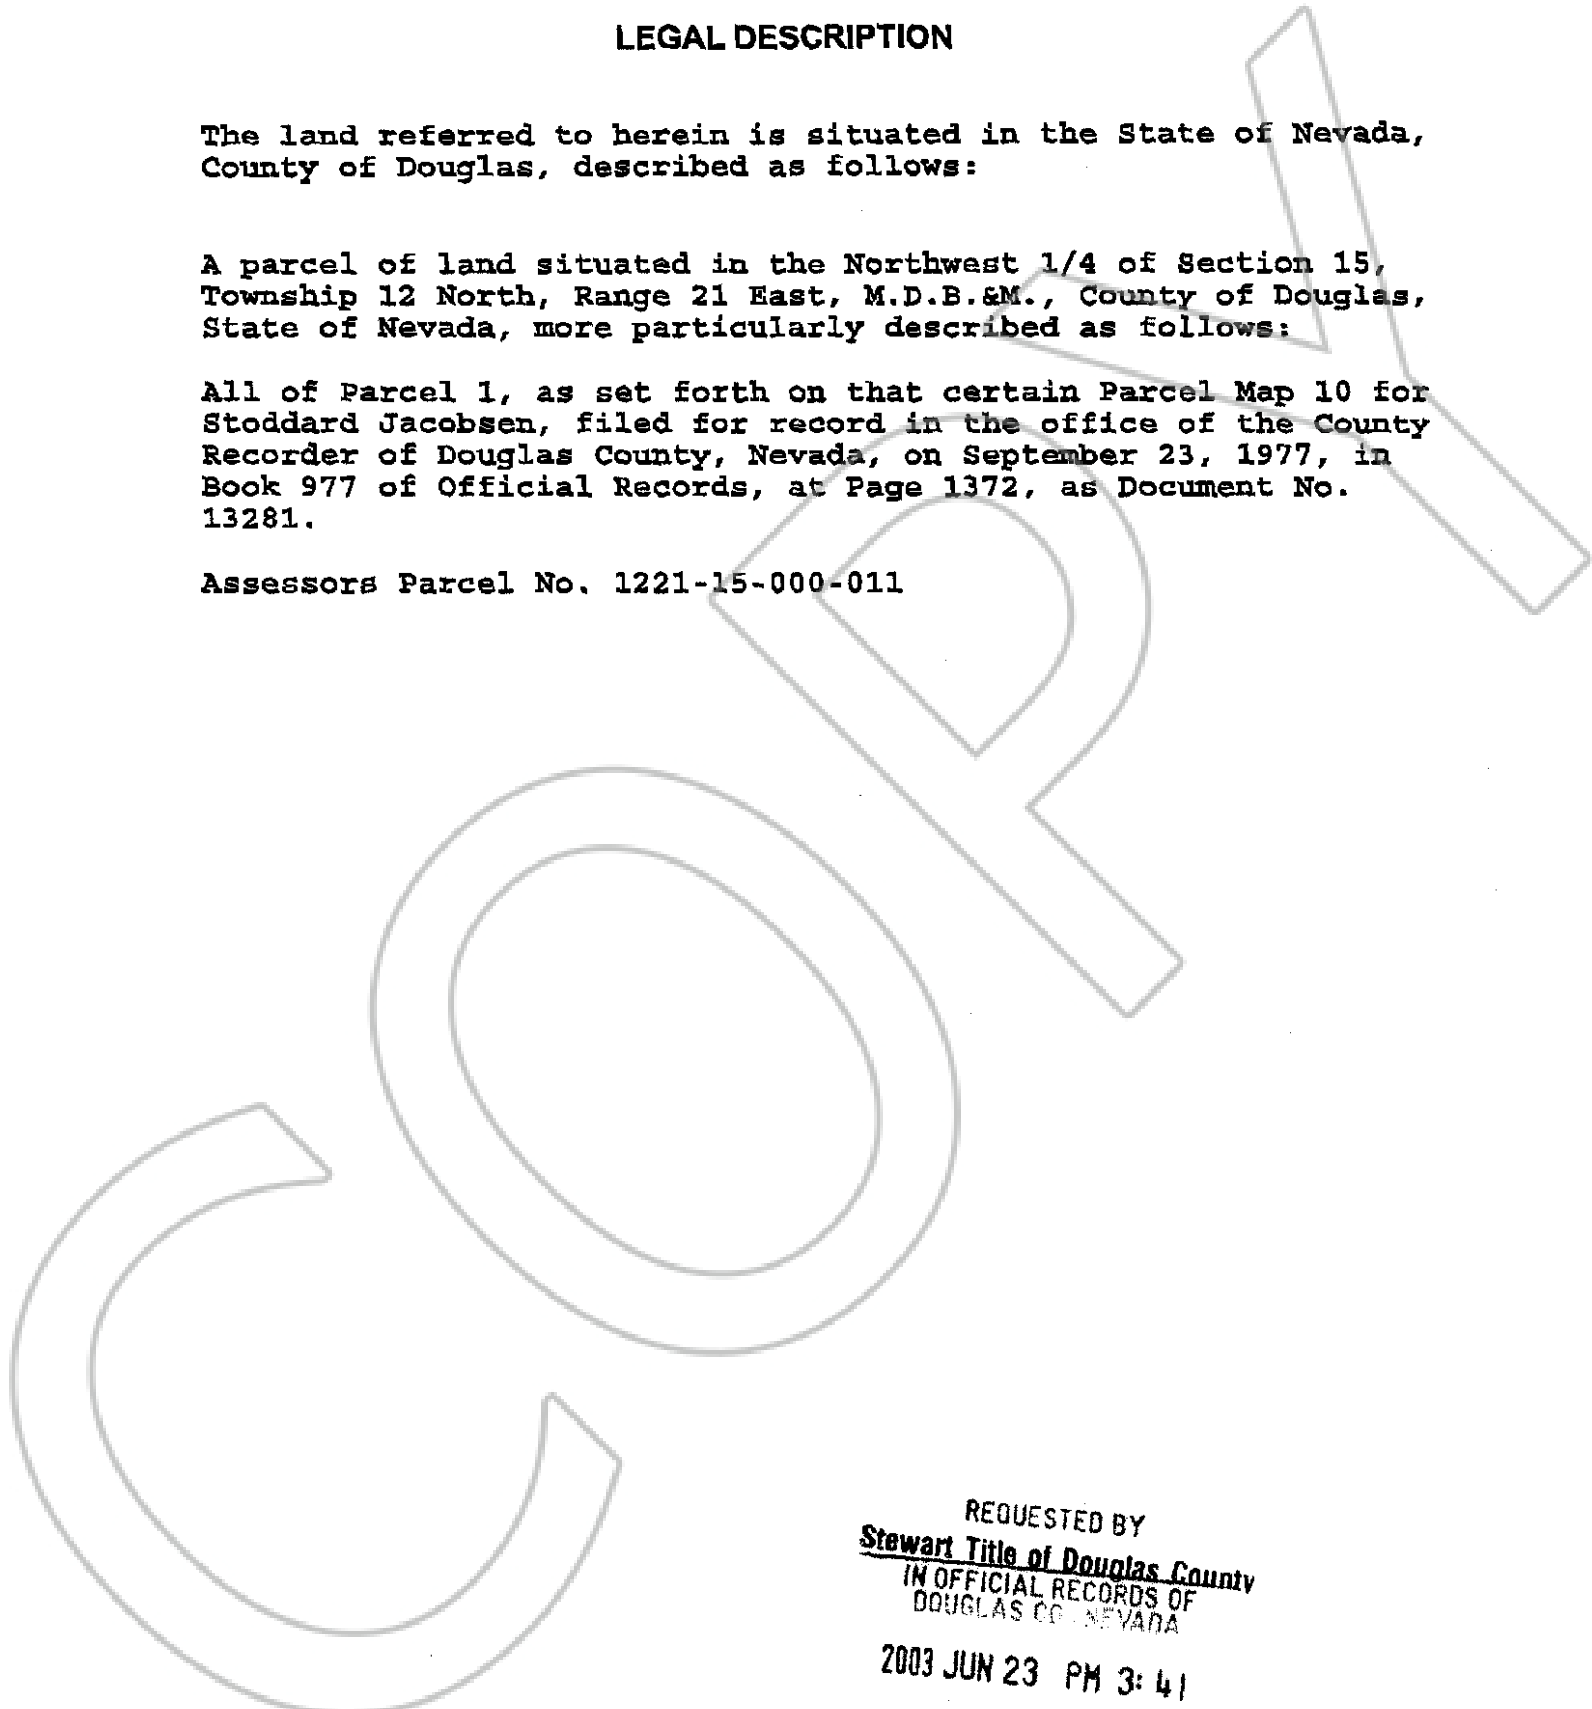 LEGAL DESCRIPTION
The land referred to herein is situated in the State of Nevada,
County of Douglas, described as follows:
A parcel of land situated in the Northwest 1/4 of Section 15,
Township 12 North, Range 21 East, M.D.B.&M., County of Douglas,
State of Nevada, more particularly described as follows:
All of Parcel 1, as set forth on that certain Parcel Map 10 for
Stoddard Jacobsen, filed for record in the office of the County
Recorder of Douglas County, Nevada, on September 23, 1977, in
Book 977 of Official Records, at Page 1372, as Document No.
13281.
Assessors Parcel No. 1221-15-000-011
COPY
REQUESTED BY
Stewart Title of Douglas County
IN OFFICIAL RECORDS OF
DOUGLAS CO. NEVADA
2003 JUN 23 PM 3:41